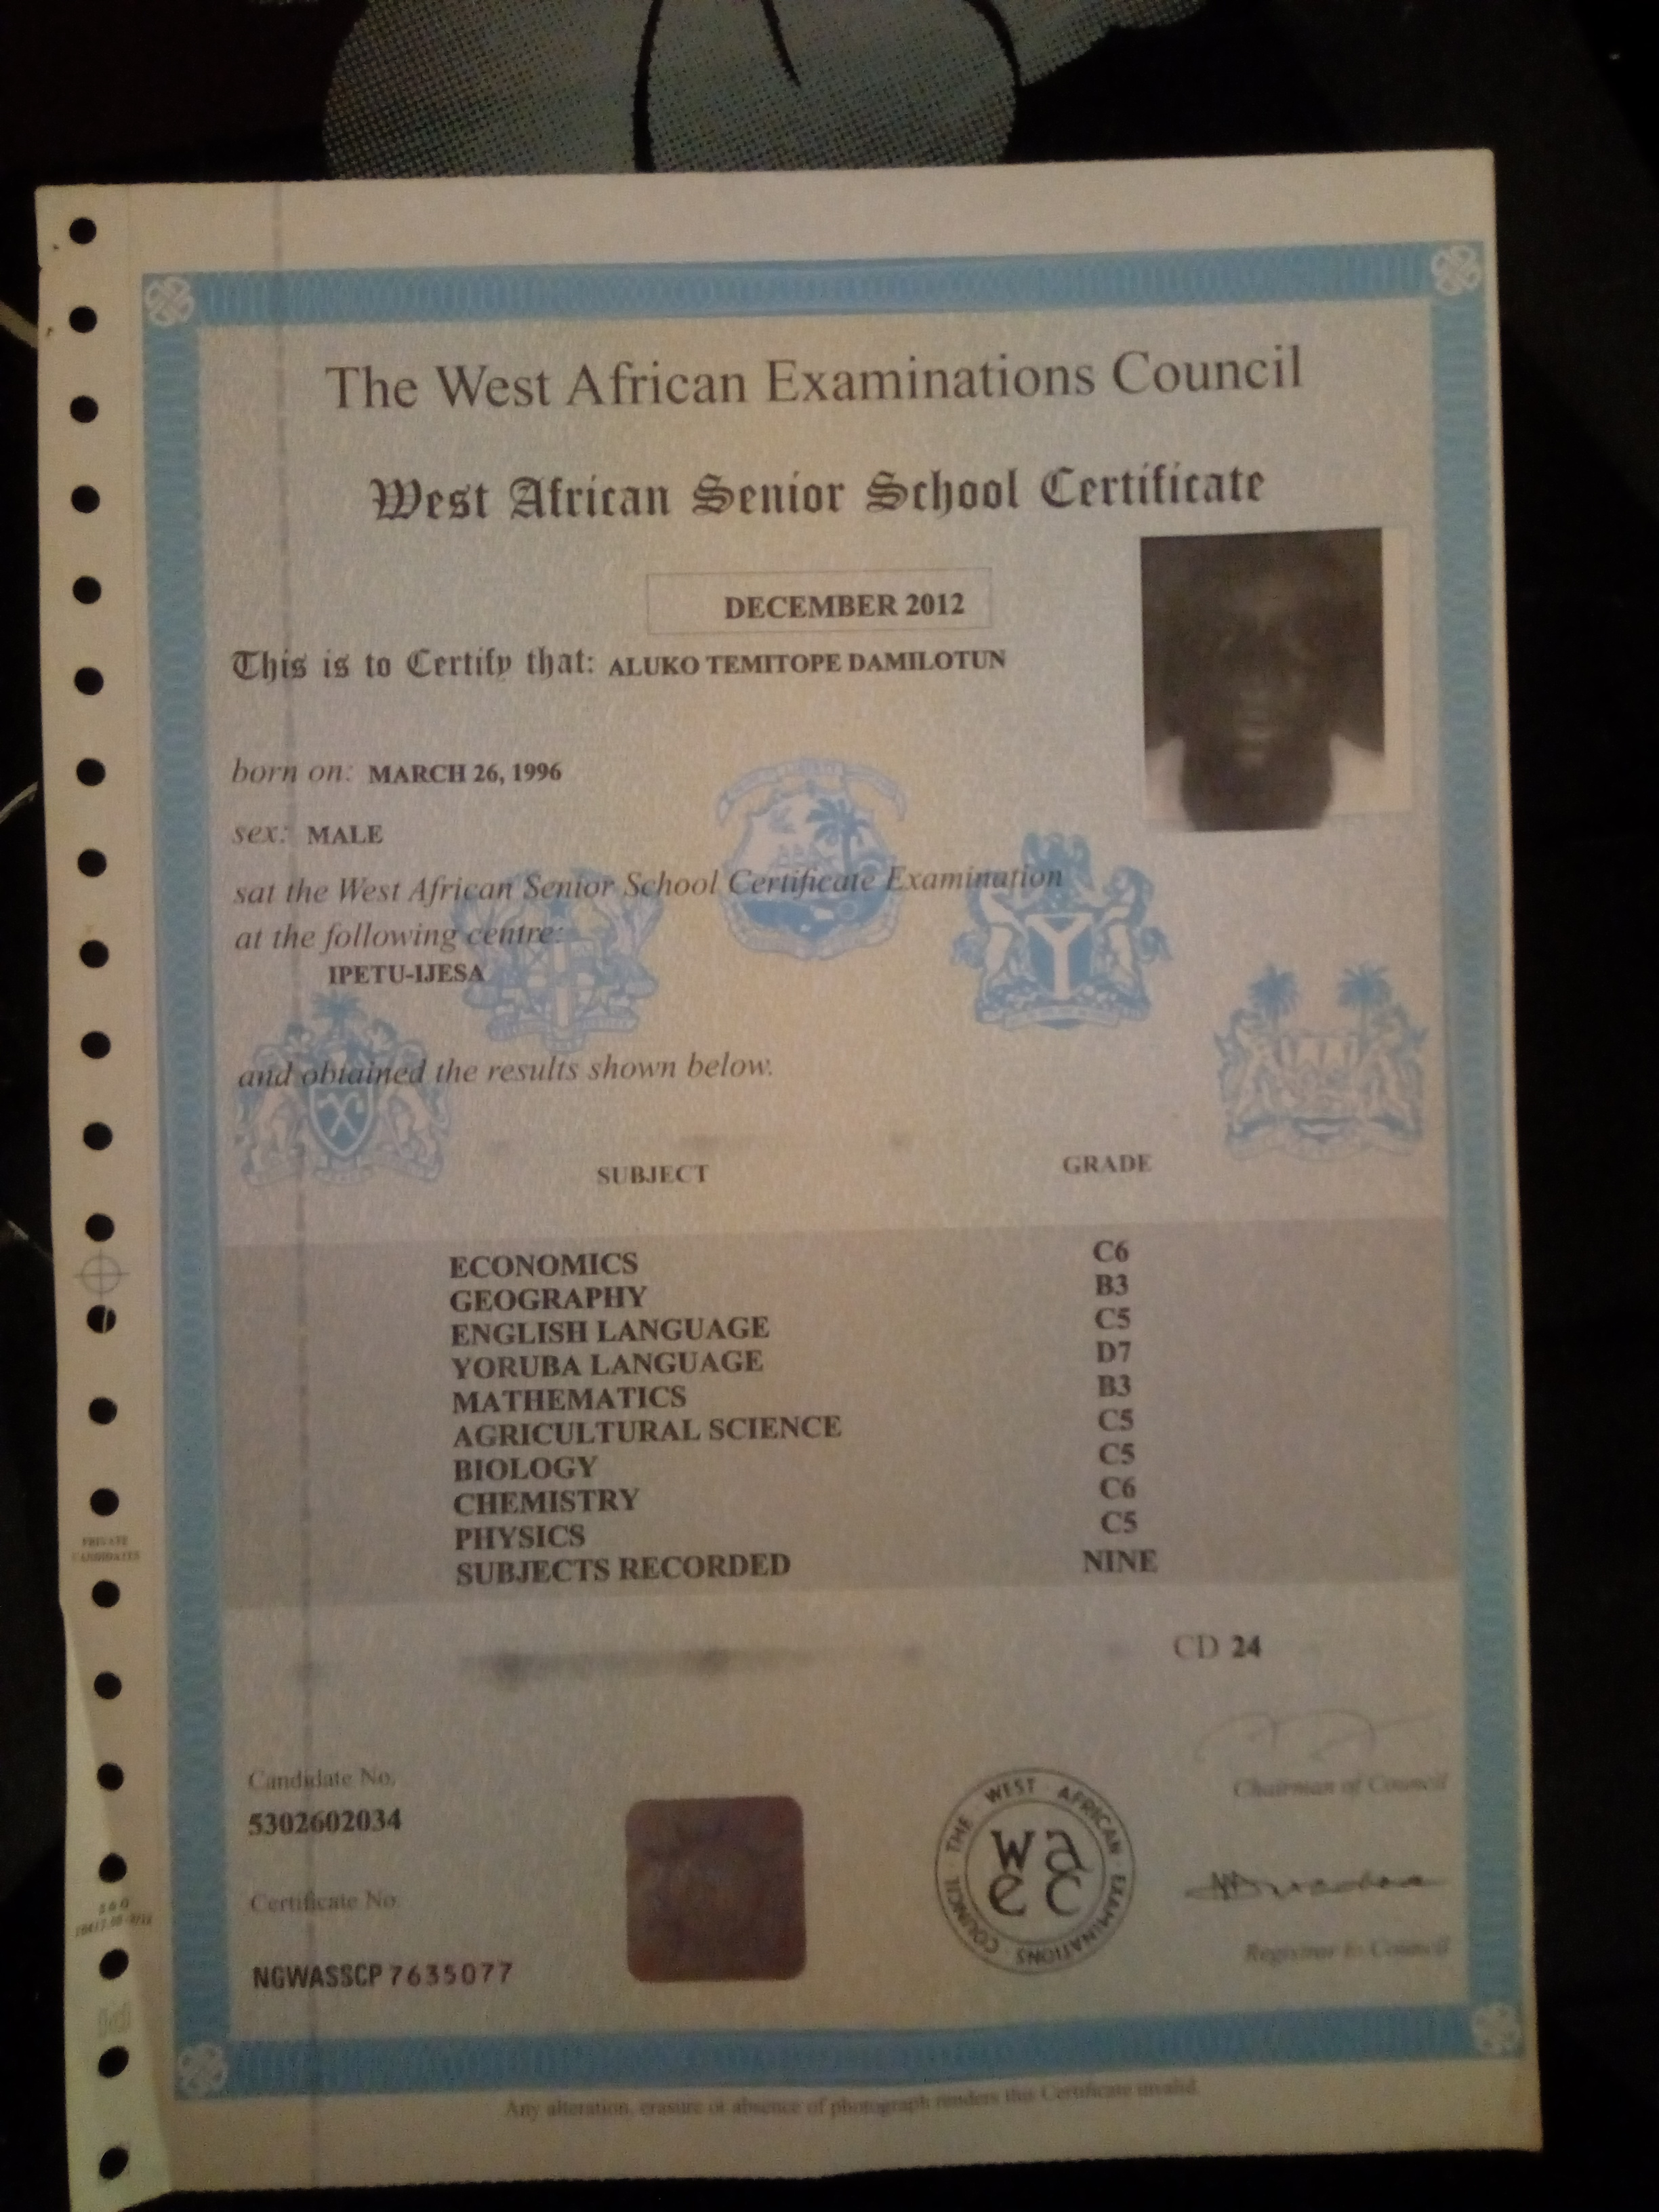 The West African Examinations Council
West African Senior School Certificate
DECEMBER 2012
This is to Certify that: ALUKO TEMITOPE DAMILOTUN
born on: MARCH 26, 1996
sex: MALE
sat the West African Senior School Certificate Examination
at the following centre:
IPETU-IJESA
and obtained the results shown below.
SUBJECT GRADE
ECONOMICS C6
GEOGRAPHY B3
ENGLISH LANGUAGE C5
YORUBA LANGUAGE D7
MATHEMATICS B3
AGRICULTURAL SCIENCE C5
BIOLOGY C5
CHEMISTRY C6
PHYSICS C5
SUBJECTS RECORDED NINE
PRIVATE
CANDIDATES
CD 24
Candidate No.
5302602034
Chairman of Council
Certificate No.
NGWASSCP 7635077
THE WEST AFRICAN EXAMINATIONS COUNCIL
wa
ec
Registrar to Council
Any alteration, erasure or absence of photograph renders this Certificate invalid.